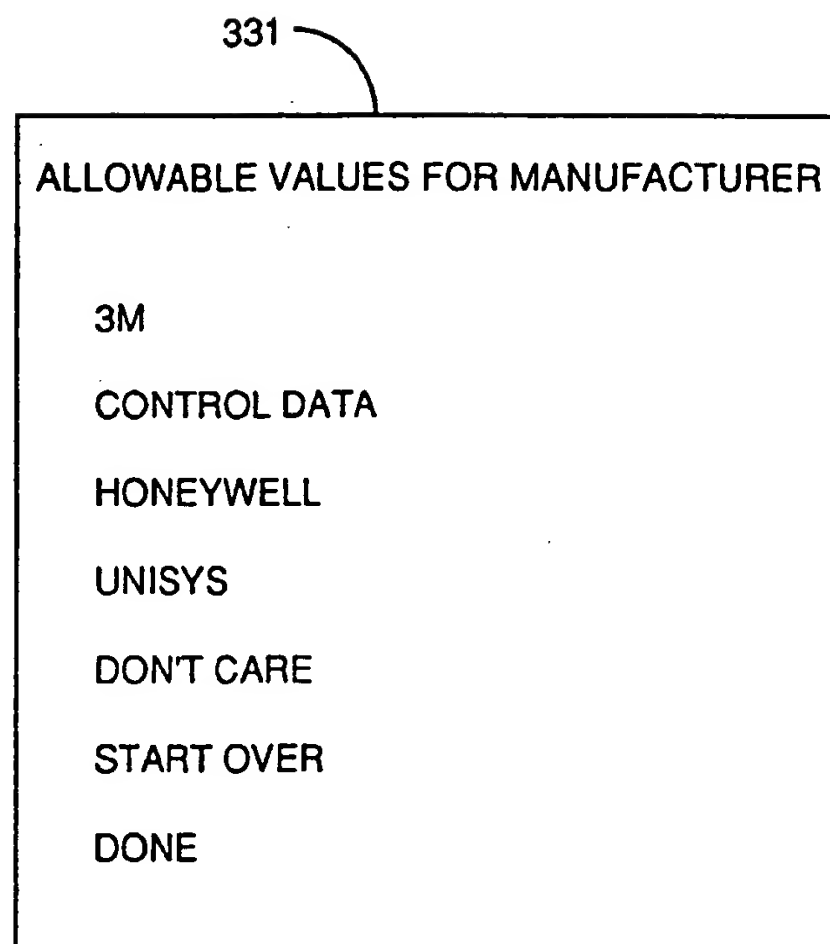 331
ALLOWABLE VALUES FOR MANUFACTURER
3M
CONTROL DATA
HONEYWELL
UNISYS
DON'T CARE
START OVER
DONE